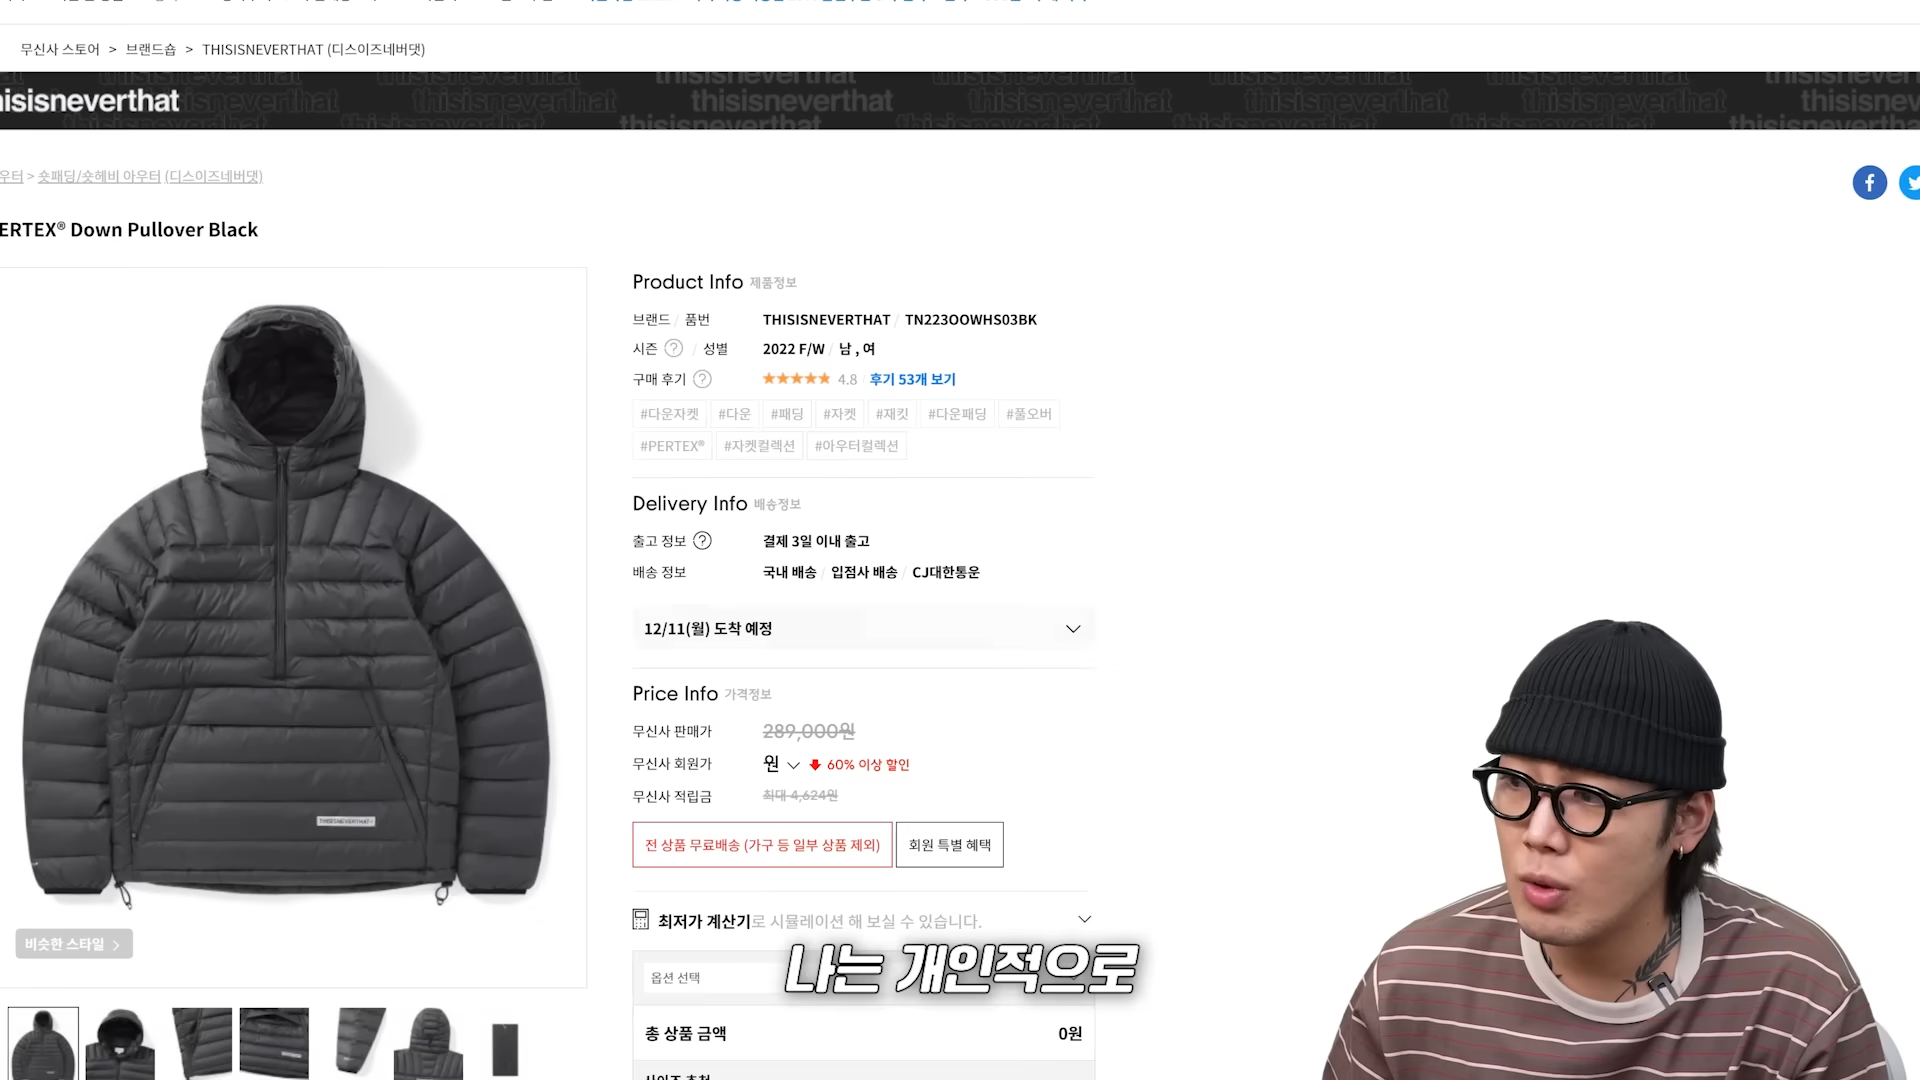 무신사 스토어 > 브랜드숍 > THISISNEVERTHAT (디스이즈네버댓)
isisneverthat
thisisneverthat
우터 > 숏패딩/숏헤비 아우터 (디스이즈네버댓)
ERTEX® Down Pullover Black
Product Info 제품정보
브랜드 / 품번 THISISNEVERTHAT / TN223OOWHS03BK
시즌 ? / 성별 2022 F/W / 남 , 여
구매 후기 ? ★★★★★ 4.8 / 후기 53개 보기
#다운자켓 #다운 #패딩 #자켓 #재킷 #다운패딩 #풀오버
#PERTEX® #자켓컬렉션 #아우터컬렉션
Delivery Info 배송정보
출고 정보 ? 결제 3일 이내 출고
배송 정보 국내 배송 / 입점사 배송 / CJ대한통운
12/11(월) 도착 예정
Price Info 가격정보
무신사 판매가 289,000원
무신사 회원가 원 60% 이상 할인
무신사 적립금 최대 4,624원
전 상품 무료배송 (가구 등 일부 상품 제외) 회원 특별 혜택
THISISNEVERTHAT
비슷한 스타일 >
최저가 계산기로 시뮬레이션 해 보실 수 있습니다.
옵션 선택
나는 개인적으로
총 상품 금액 0원